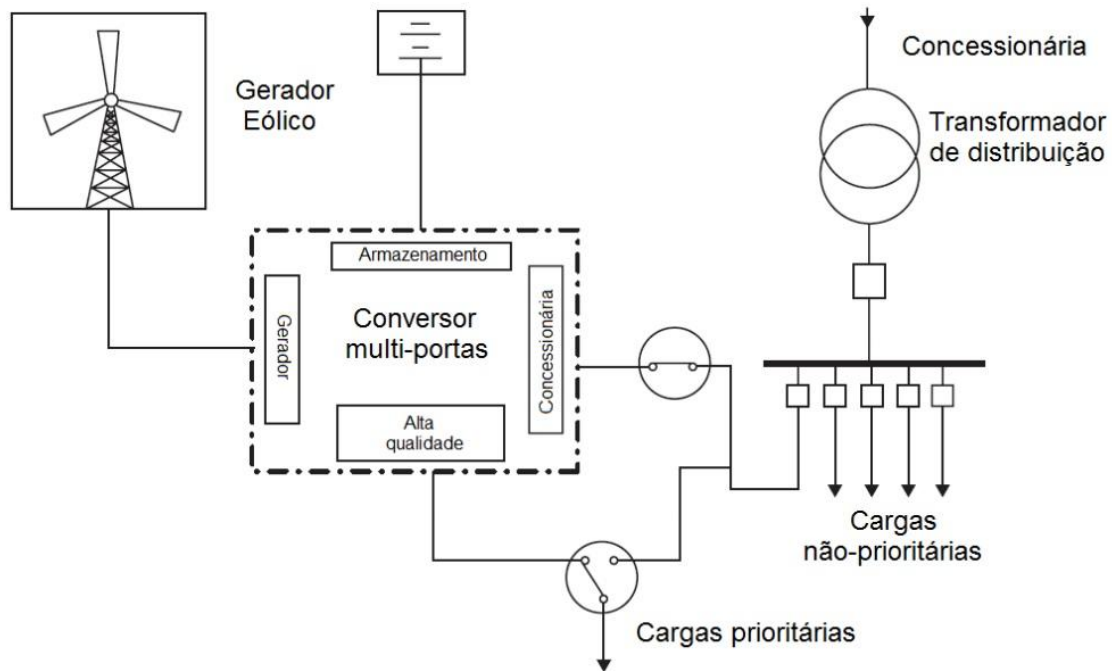 Gerador
Eólico
Concessionária
Transformador
de distribuição
Armazenamento
Gerador
Conversor
multi-portas
Concessionária
Alta
qualidade
Cargas
não-prioritárias
Cargas prioritárias